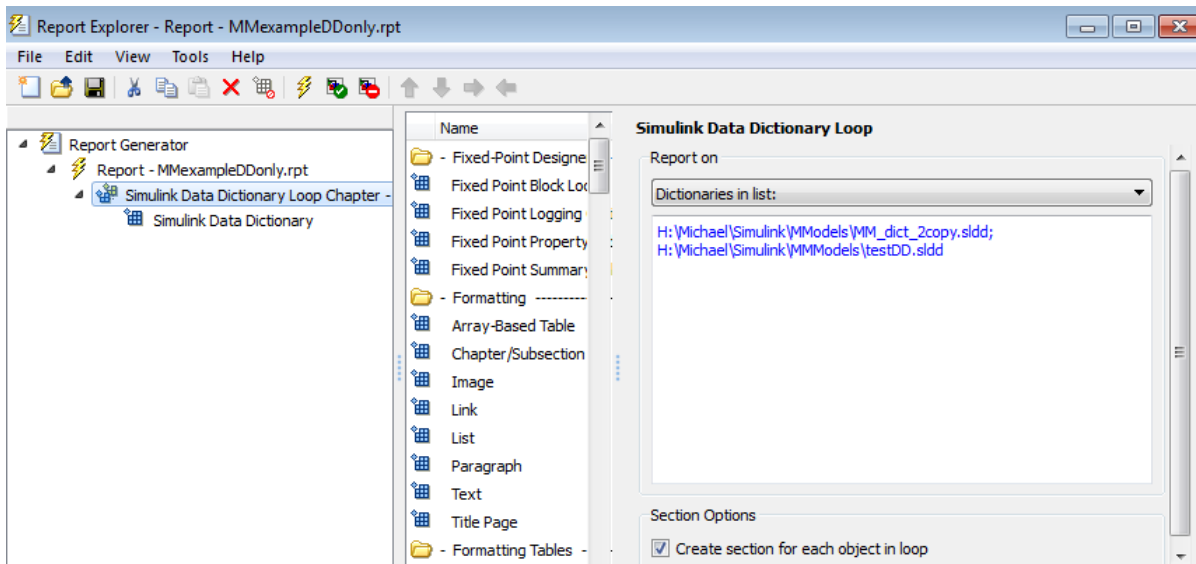 Report Explorer - Report - MMexampleDDonly.rpt
File Edit View Tools Help
Report Generator
Report - MMexampleDDonly.rpt
Simulink Data Dictionary Loop Chapter -
Simulink Data Dictionary
Name
- Fixed-Point Designe
Fixed Point Block Loo
Fixed Point Logging
Fixed Point Property
Fixed Point Summary
- Formatting ----------
Array-Based Table
Chapter/Subsection
Image
Link
List
Paragraph
Text
Title Page
- Formatting Tables -
Simulink Data Dictionary Loop
Report on
Dictionaries in list:
H:\Michael\Simulink\MModels\MM_dict_2copy.sldd;
H:\Michael\Simulink\MMModels\testDD.sldd
Section Options
Create section for each object in loop